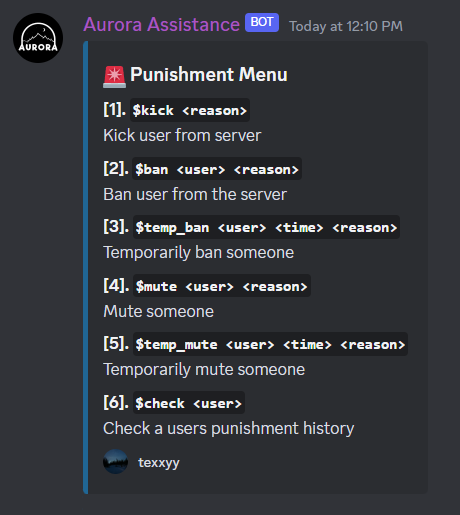 Aurora Assistance BOT Today at 12:10 PM
AURORA
Punishment Menu
[1]. $kick <reason>
Kick user from server
[2]. $ban <user> <reason>
Ban user from the server
[3]. $temp_ban <user> <time> <reason>
Temporarily ban someone
[4]. $mute <user> <reason>
Mute someone
[5]. $temp_mute <user> <time> <reason>
Temporarily mute someone
[6]. $check <user>
Check a users punishment history
texxyy